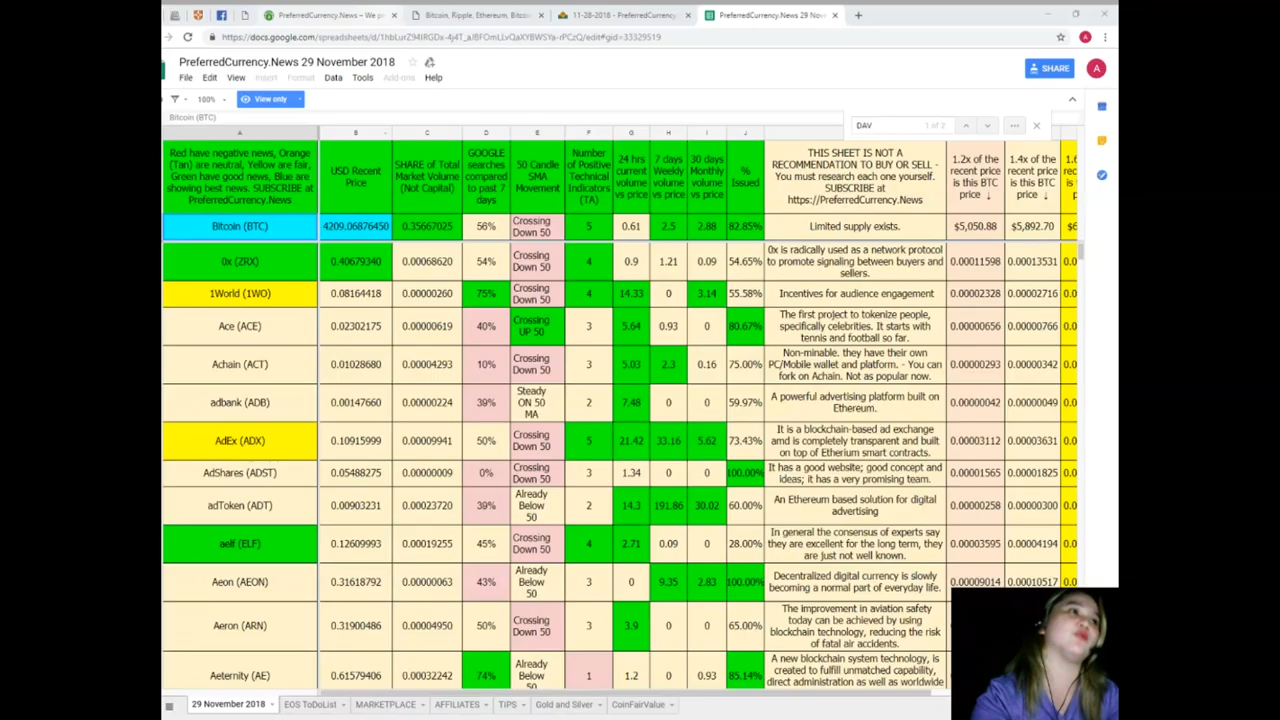 PreferredCurrency.News – We pr
Bitcoin, Ripple, Ethereum, Bitcoi
11-28-2018 - PreferredCurrency
PreferredCurrency.News 29 Nove
PreferredCurrency.News 29 November 2018
File Edit View Insert Format Data Tools Add-ons Help
SHARE
A
100%
View only
DAV 1 of 2
Bitcoin (BTC)
A B C D E F G H I J
Red have negative news, Orange (Tan) are neutral, Yellow are fair, Green have good news, Blue are showing best news. SUBSCRIBE at PreferredCurrency.News
USD Recent Price
SHARE of Total Market Volume (Not Capital)
GOOGLE searches compared to past 7 days
50 Candle SMA Movement
Number of Positive Technical Indicators (TA)
24 hrs current volume vs price
7 days Weekly volume vs price
30 days Monthly volume vs price
% Issued
THIS SHEET IS NOT A RECOMMENDATION TO BUY OR SELL - You must research each one yourself. SUBSCRIBE at https://PreferredCurrency.News
1.2x of the recent price is this BTC price ↓
1.4x of the recent price is this BTC price ↓
Bitcoin (BTC) 4209.06876450 0.35667025 56% Crossing Down 50 5 0.61 2.5 2.88 82.85% Limited supply exists. $5,050.88 $5,892.70
0x (ZRX) 0.40679340 0.00068620 54% Crossing Down 50 4 0.9 1.21 0.09 54.65% 0x is radically used as a network protocol to promote signaling between buyers and sellers. 0.00011598 0.00013531
1World (1WO) 0.08164418 0.00000260 75% Crossing Down 50 4 14.33 0 3.14 55.58% Incentives for audience engagement 0.00002328 0.00002716
Ace (ACE) 0.02302175 0.00000619 40% Crossing UP 50 3 5.64 0.93 0 80.67% The first project to tokenize people, specifically celebrities. It starts with tennis and football so far. 0.00000656 0.00000766
Achain (ACT) 0.01028680 0.00004293 10% Crossing Down 50 3 5.03 2.3 0.16 75.00% Non-minable. they have their own PC/Mobile wallet and platform. - You can fork on Achain. Not as popular now. 0.00000293 0.00000342
adbank (ADB) 0.00147660 0.00000224 39% Steady ON 50 MA 2 7.48 0 0 59.97% A powerful advertising platform built on Ethereum. 0.00000042 0.00000049
AdEx (ADX) 0.10915999 0.00009941 50% Crossing Down 50 5 21.42 33.16 5.62 73.43% It is a blockchain-based ad exchange amd is completely transparent and built on top of Etherium smart contracts. 0.00003112 0.00003631
AdShares (ADST) 0.05488275 0.00000009 0% Crossing Down 50 3 1.34 0 0 100.00% It has a good website; good concept and ideas; it has a very promising team. 0.00001565 0.00001825
adToken (ADT) 0.00903231 0.00023720 39% Already Below 50 2 14.3 191.86 30.02 60.00% An Ethereum based solution for digital advertising 0.00000258 0.00000300
aelf (ELF) 0.12609993 0.00019255 45% Crossing Down 50 4 2.71 0.09 0 28.00% In general the consensus of experts say they are excellent for the long term, they are just not well known. 0.00003595 0.00004194
Aeon (AEON) 0.31618792 0.00000063 43% Already Below 50 3 0 9.35 2.83 100.00% Decentralized digital currency is slowly becoming a normal part of everyday life. 0.00009014 0.00010517
Aeron (ARN) 0.31900486 0.00004950 50% Crossing Down 50 3 3.9 0 0 65.00% The improvement in aviation safety today can be achieved by using blockchain technology, reducing the risk of fatal air accidents.
Aeternity (AE) 0.61579406 0.00032242 74% Already Below 50 1 1.2 0 0.93 85.14% A new blockchain system technology, is created to fulfill unmatched capability, direct administration as well as worldwide
29 November 2018 EOS ToDoList MARKETPLACE AFFILIATES TIPS Gold and Silver CoinFairValue